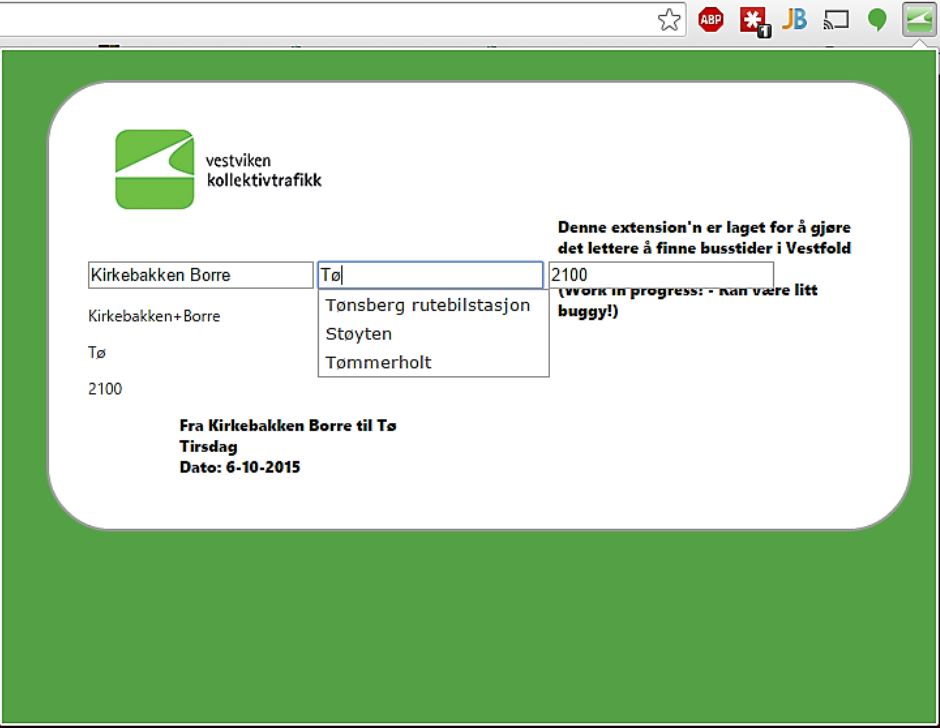 ABP
1
JB
vestviken
kollektivtrafikk
Denne extension'n er laget for å gjøre
det lettere å finne busstider i Vestfold
Kirkebakken Borre
Tø
2100
(Work in progress! - Kan være litt
buggy!)
Tønsberg rutebilstasjon
Støyten
Tømmerholt
Kirkebakken+Borre
Tø
2100
Fra Kirkebakken Borre til Tø
Tirsdag
Dato: 6-10-2015